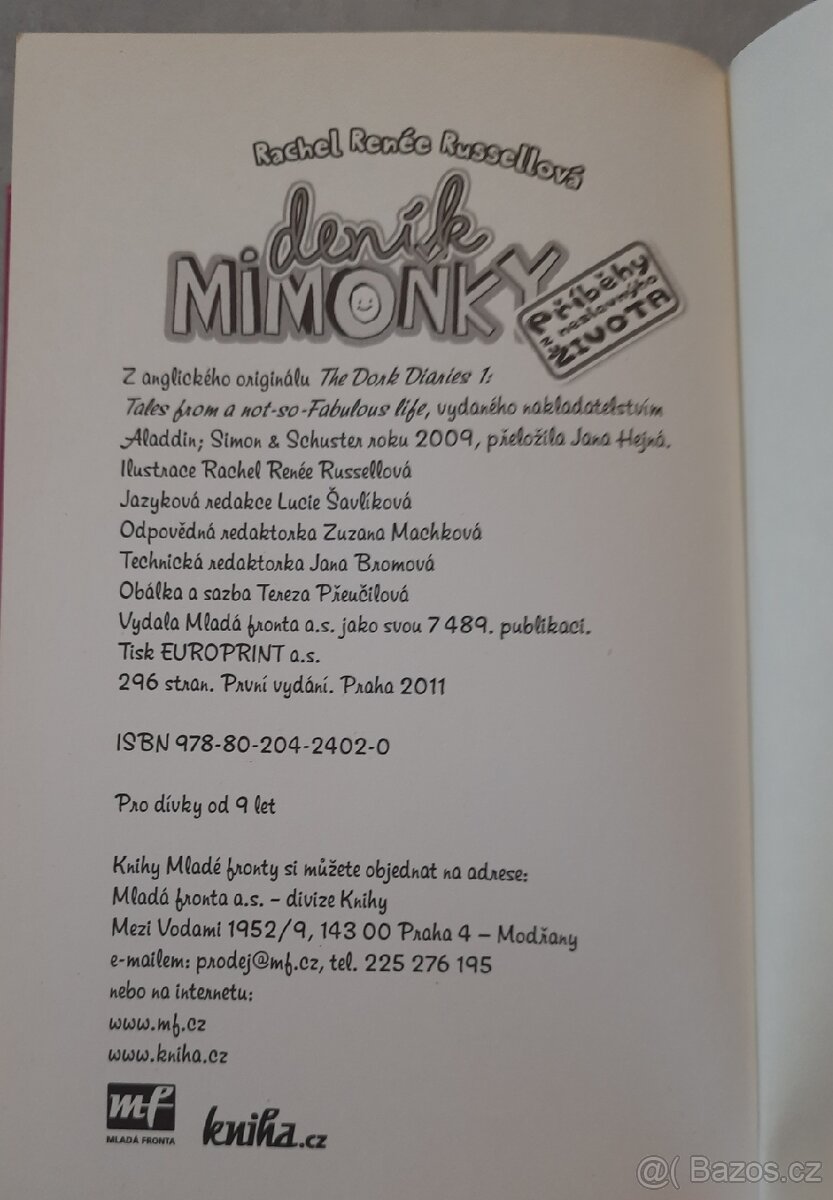 Rachel Renée Russellová
deník
MIMOŇKY
Příběhy
z neslavného
ŽIVOTA
Z anglického originálu The Dork Diaries 1:
Tales from a not-so-Fabulous life, vydaného nakladatelstvím
Aladdin; Simon & Schuster roku 2009, přeložila Jana Hejná.
Ilustrace Rachel Renée Russellová
Jazyková redakce Lucie Šavlíková
Odpovědná redaktorka Zuzana Machková
Technická redaktorka Jana Bromová
Obálka a sazba Tereza Přeučilová
Vydala Mladá fronta a.s. jako svou 7 489. publikaci.
Tisk EUROPRINT a.s.
296 stran. První vydání. Praha 2011
ISBN 978-80-204-2402-0
Pro dívky od 9 let
Knihy Mladé fronty si můžete objednat na adrese:
Mladá fronta a.s. – divize Knihy
Mezi Vodami 1952/9, 143 00 Praha 4 – Modřany
e-mailem: prodej@mf.cz, tel. 225 276 195
nebo na internetu:
www.mf.cz
www.kniha.cz
mf
MLADÁ FRONTA
kniha.cz
@( Bazos.cz